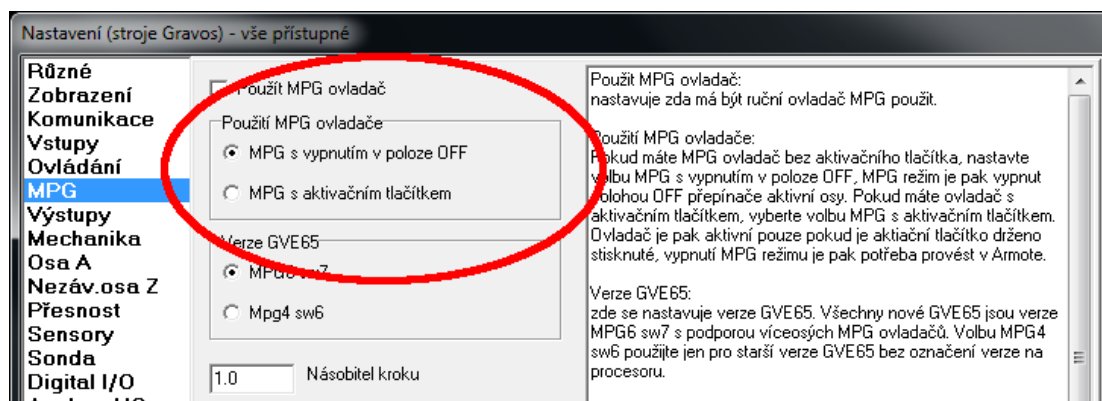 Nastavení (stroje Gravos) - vše přístupné
Různé
Zobrazení
Komunikace
Vstupy
Ovládání
MPG
Výstupy
Mechanika
Osa A
Nezáv.osa Z
Přesnost
Sensory
Sonda
Digital I/O
Použít MPG ovladač
Použití MPG ovladače
MPG s vypnutím v poloze OFF
MPG s aktivačním tlačítkem
Verze GVE65
MPG6 sw7
Mpg4 sw6
1.0 Násobitel kroku
Použit MPG ovladač:
nastavuje zda má být ruční ovladač MPG použit.
Použití MPG ovladače:
Pokud máte MPG ovladač bez aktivačního tlačítka, nastavte
volbu MPG s vypnutím v poloze OFF, MPG režim je pak vypnut
polohou OFF přepínače aktivní osy. Pokud máte ovladač s
aktivačním tlačítkem, vyberte volbu MPG s aktivačním tlačítkem.
Ovladač je pak aktivní pouze pokud je aktiační tlačítko drženo
stisknuté, vypnutí MPG režimu je pak potřeba provést v Armote.
Verze GVE65:
zde se nastavuje verze GVE65. Všechny nové GVE65 jsou verze
MPG6 sw7 s podporou víceosých MPG ovladačů. Volbu MPG4
sw6 použijte jen pro starší verze GVE65 bez označení verze na
procesoru.